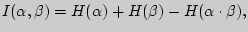 I(α, β) = H(α) + H(β) − H(α · β),